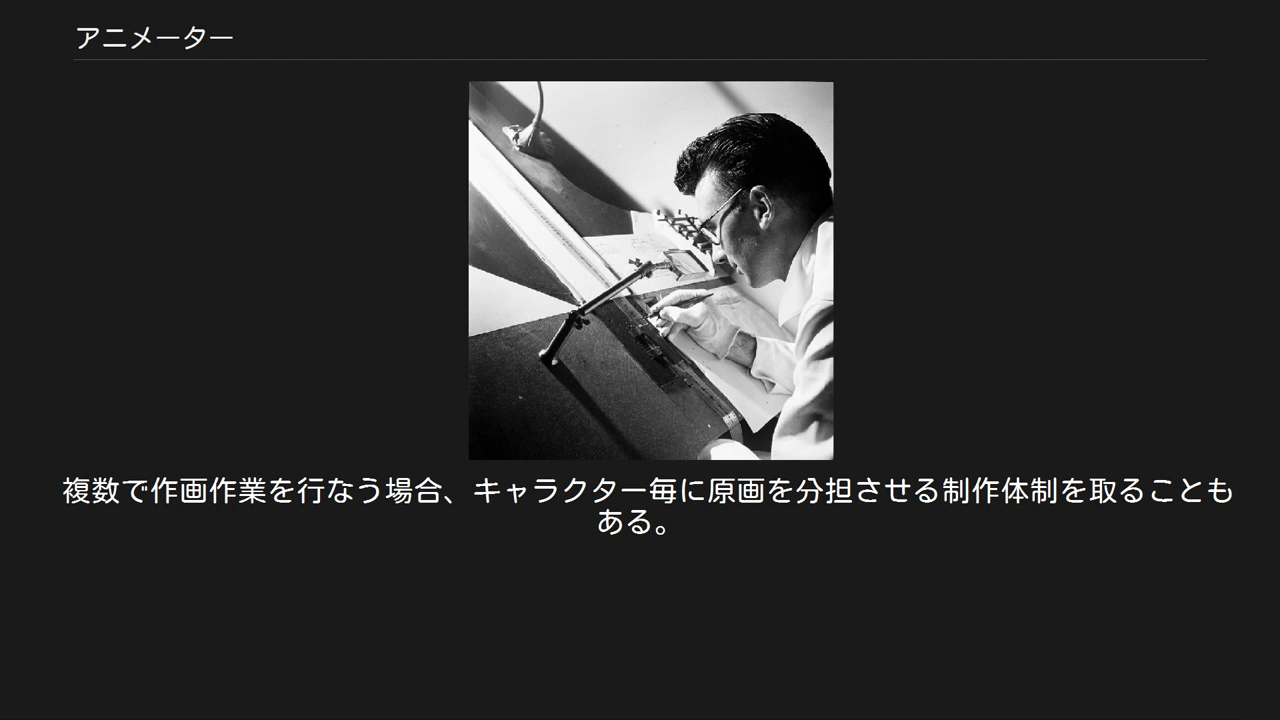 アニメーター
複数で作画作業を行なう場合、キャラクター毎に原画を分担させる制作体制を取ることも
ある。